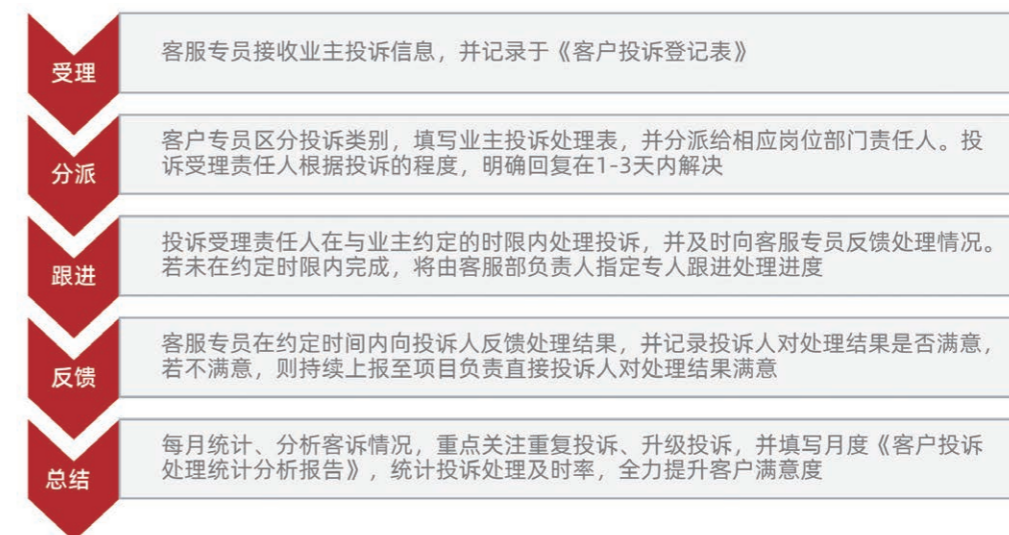 受理
客服专员接收业主投诉信息，并记录于《客户投诉登记表》
分派
客户专员区分投诉类别，填写业主投诉处理表，并分派给相应岗位部门责任人。投
诉受理责任人根据投诉的程度，明确回复在1-3天内解决
跟进
投诉受理责任人在与业主约定的时限内处理投诉，并及时向客服专员反馈处理情况。
若未在约定时限内完成，将由客服部负责人指定专人跟进处理进度
反馈
客服专员在约定时间内向投诉人反馈处理结果，并记录投诉人对处理结果是否满意，
若不满意，则持续上报至项目负责直接投诉人对处理结果满意
总结
每月统计、分析客诉情况，重点关注重复投诉、升级投诉，并填写月度《客户投诉
处理统计分析报告》，统计投诉处理及时率，全力提升客户满意度